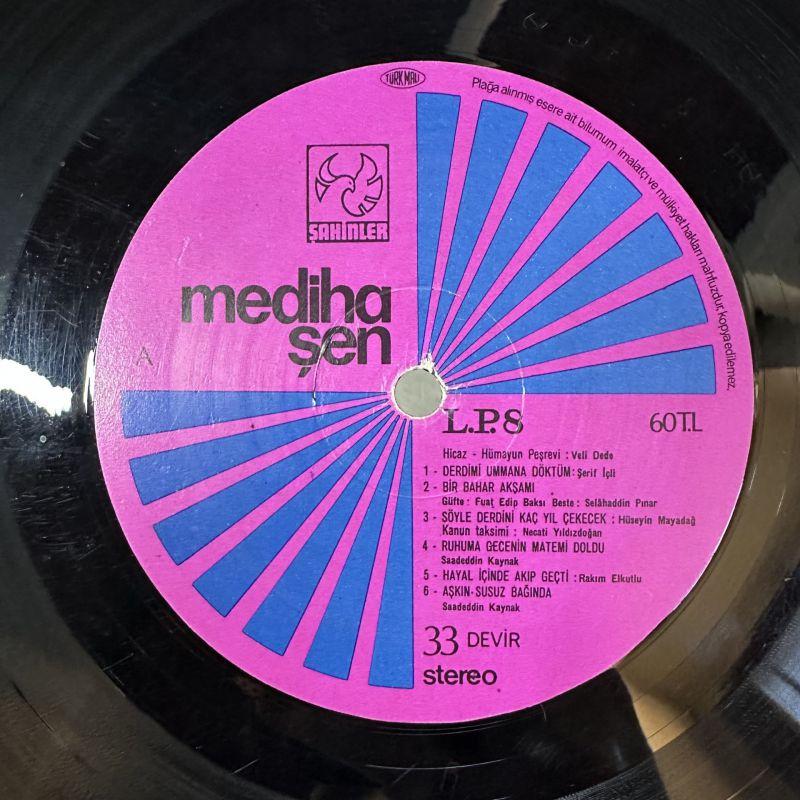 TÜRK MALI
Plağa alınmış esere ait bilumum imalatçı ve mülkiyet hakları mahfuzdur, kopya edilemez.
ŞAHİNLER
mediha
şen
A
L.P. 8
60T.L
Hicaz - Hümayun Peşrevi : Veli Dede
1 - DERDİMİ UMMANA DÖKTÜM : Şerif İçli
2 - BİR BAHAR AKŞAMI
Güfte : Fuat Edip Baksı Beste : Selâhaddin Pınar
3 - SÖYLE DERDİNİ KAÇ YIL ÇEKECEK : Hüseyin Mayadağ
Kanun taksimi : Necati Yıldızdoğan
4 - RUHUMA GECENİN MATEMİ DOLDU
Saadeddin Kaynak
5 - HAYAL İÇİNDE AKIP GEÇTİ : Rakım Elkutlu
6 - AŞKIN SUSUZ BAĞINDA
Saadeddin Kaynak
33 DEVİR
stereo